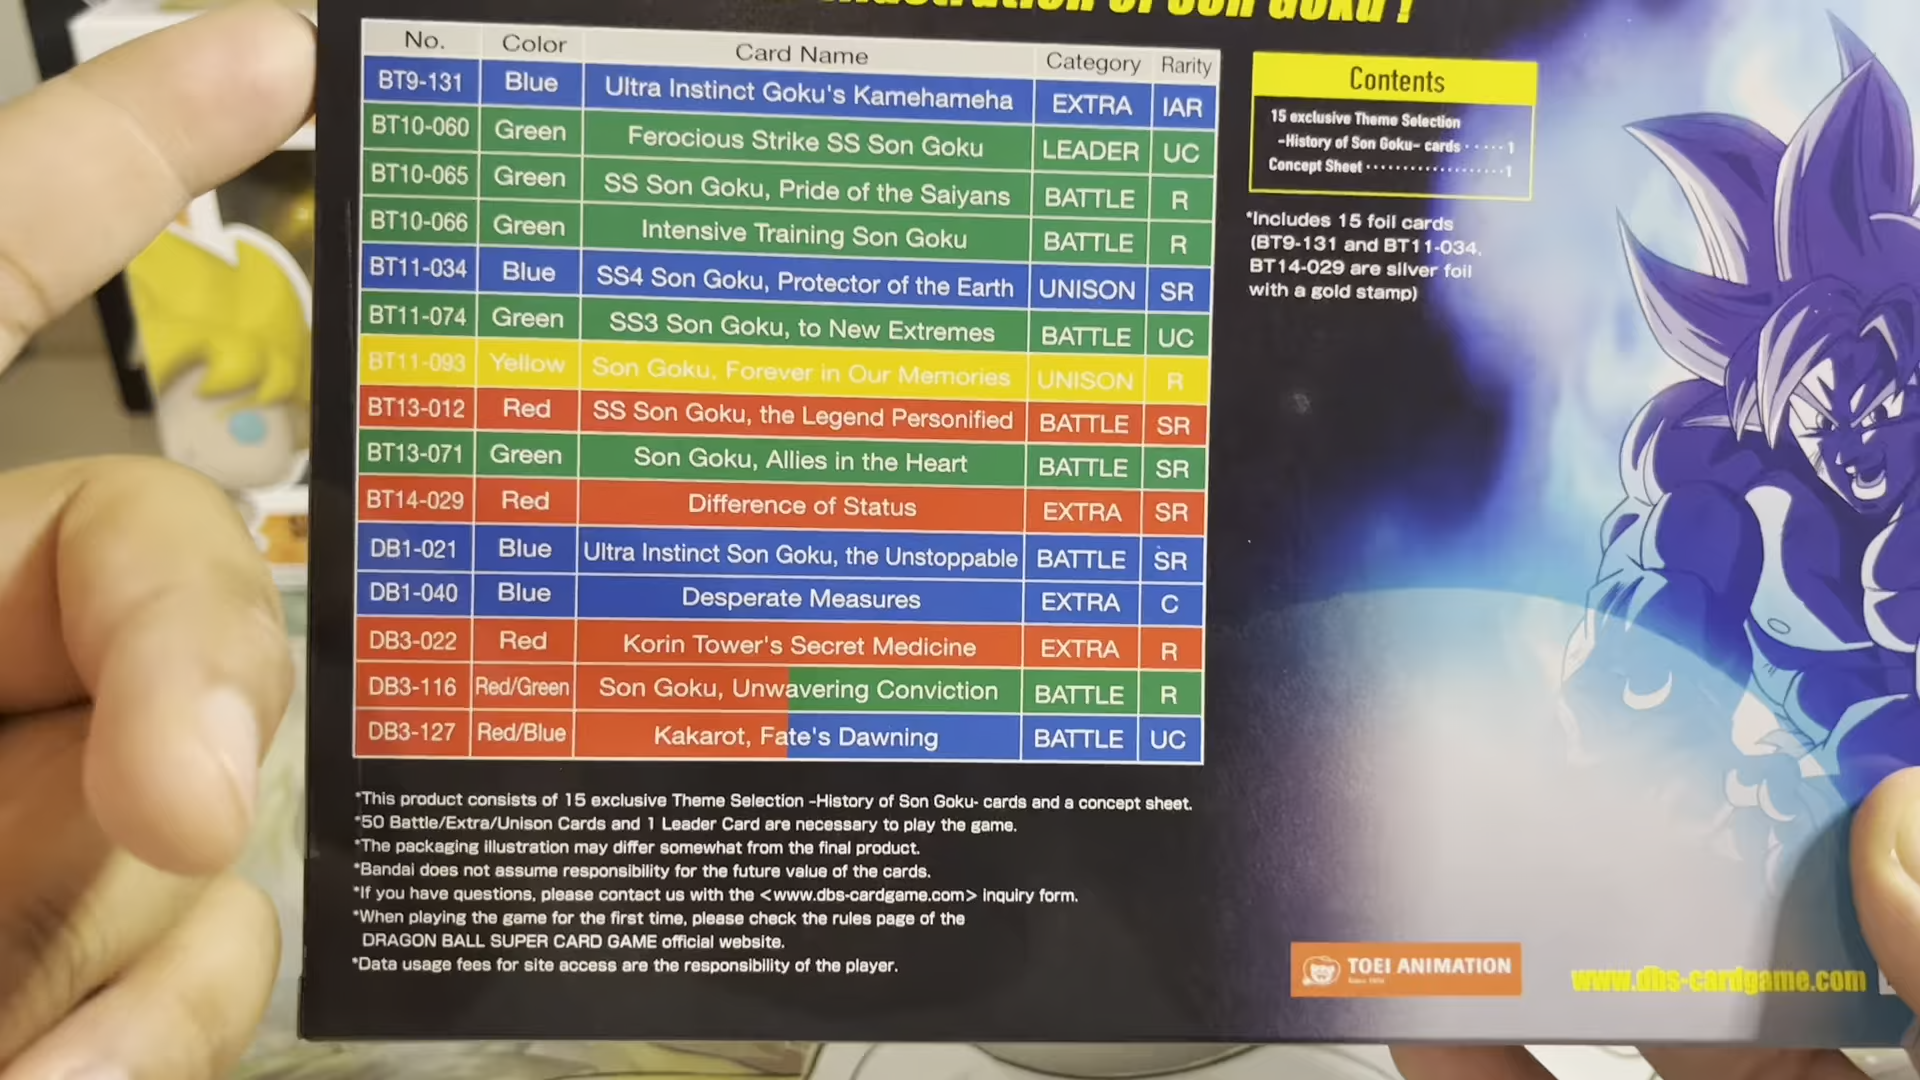 of Son Goku!
No. Color Card Name Category Rarity
BT9-131 Blue Ultra Instinct Goku's Kamehameha EXTRA IAR
BT10-060 Green Ferocious Strike SS Son Goku LEADER UC
BT10-065 Green SS Son Goku, Pride of the Saiyans BATTLE R
BT10-066 Green Intensive Training Son Goku BATTLE R
BT11-034 Blue SS4 Son Goku, Protector of the Earth UNISON SR
BT11-074 Green SS3 Son Goku, to New Extremes BATTLE UC
BT11-093 Yellow Son Goku, Forever in Our Memories UNISON R
BT13-012 Red SS Son Goku, the Legend Personified BATTLE SR
BT13-071 Green Son Goku, Allies in the Heart BATTLE SR
BT14-029 Red Difference of Status EXTRA SR
DB1-021 Blue Ultra Instinct Son Goku, the Unstoppable BATTLE SR
DB1-040 Blue Desperate Measures EXTRA C
DB3-022 Red Korin Tower's Secret Medicine EXTRA R
DB3-116 Red/Green Son Goku, Unwavering Conviction BATTLE R
DB3-127 Red/Blue Kakarot, Fate's Dawning BATTLE UC
Contents
15 exclusive Theme Selection
-History of Son Goku- cards ····· 1
Concept Sheet ··················· 1
*Includes 15 foil cards
(BT9-131 and BT11-034,
BT14-029 are silver foil
with a gold stamp)
*This product consists of 15 exclusive Theme Selection -History of Son Goku- cards and a concept sheet.
*50 Battle/Extra/Unison Cards and 1 Leader Card are necessary to play the game.
*The packaging illustration may differ somewhat from the final product.
*Bandai does not assume responsibility for the future value of the cards.
*If you have questions, please contact us with the <www.dbs-cardgame.com> inquiry form.
*When playing the game for the first time, please check the rules page of the
DRAGON BALL SUPER CARD GAME official website.
*Data usage fees for site access are the responsibility of the player.
TOEI ANIMATION
www.dbs-cardgame.com